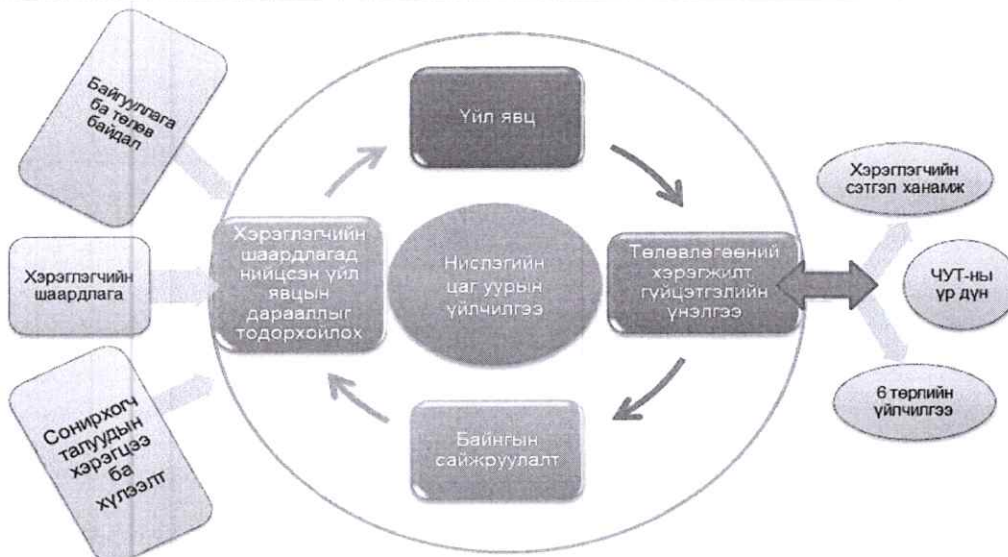 Байгууллага
ба төлөв
байдал
Хэрэглэгчийн
шаардлага
Сонирхогч
талуудын
хэрэгцээ
ба
хүлээлт
Үйл явц
Хэрэглэгчийн
шаардлагад
нийцсэн үйл
явцын
дарааллыг
тодорхойлох
Нислэгийн
цаг уурын
үйлчилгээ
Төлөвлөгөөний
хэрэгжилт,
гүйцэтгэлийн
үнэлгээ
Байнгын
сайжруулалт
Хэрэглэгчийн
сэтгэл ханамж
ЧУТ-ны
үр дүн
6 төрлийн
үйлчилгээ